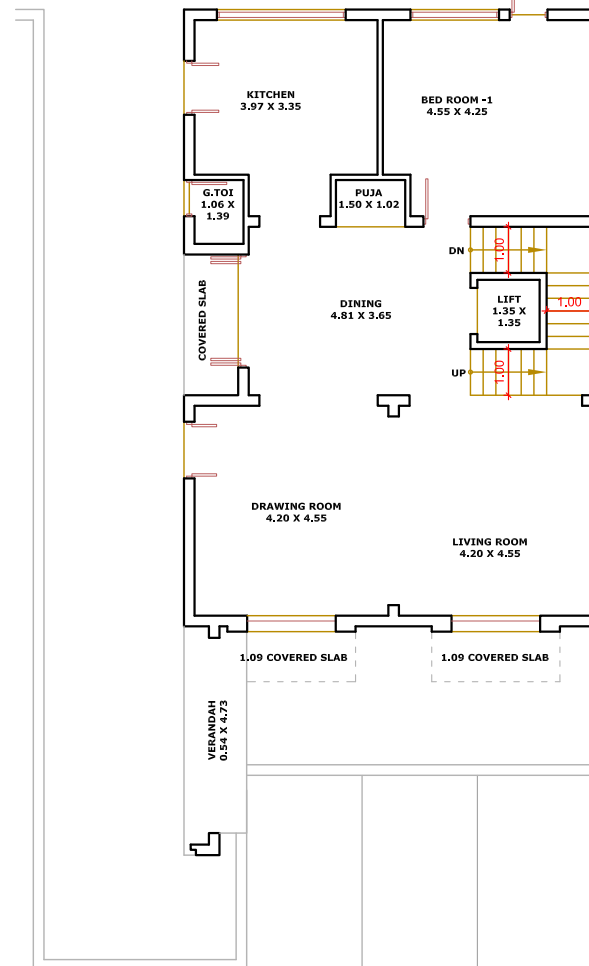 KITCHEN
3.97 X 3.35
BED ROOM -1
4.55 X 4.25
G.TOI
1.06 X
1.39
PUJA
1.50 X 1.02
DN
1.00
COVERED SLAB
DINING
4.81 X 3.65
LIFT
1.35 X
1.35
1.00
UP
1.00
DRAWING ROOM
4.20 X 4.55
LIVING ROOM
4.20 X 4.55
1.09 COVERED SLAB
1.09 COVERED SLAB
VERANDAH
0.54 X 4.73